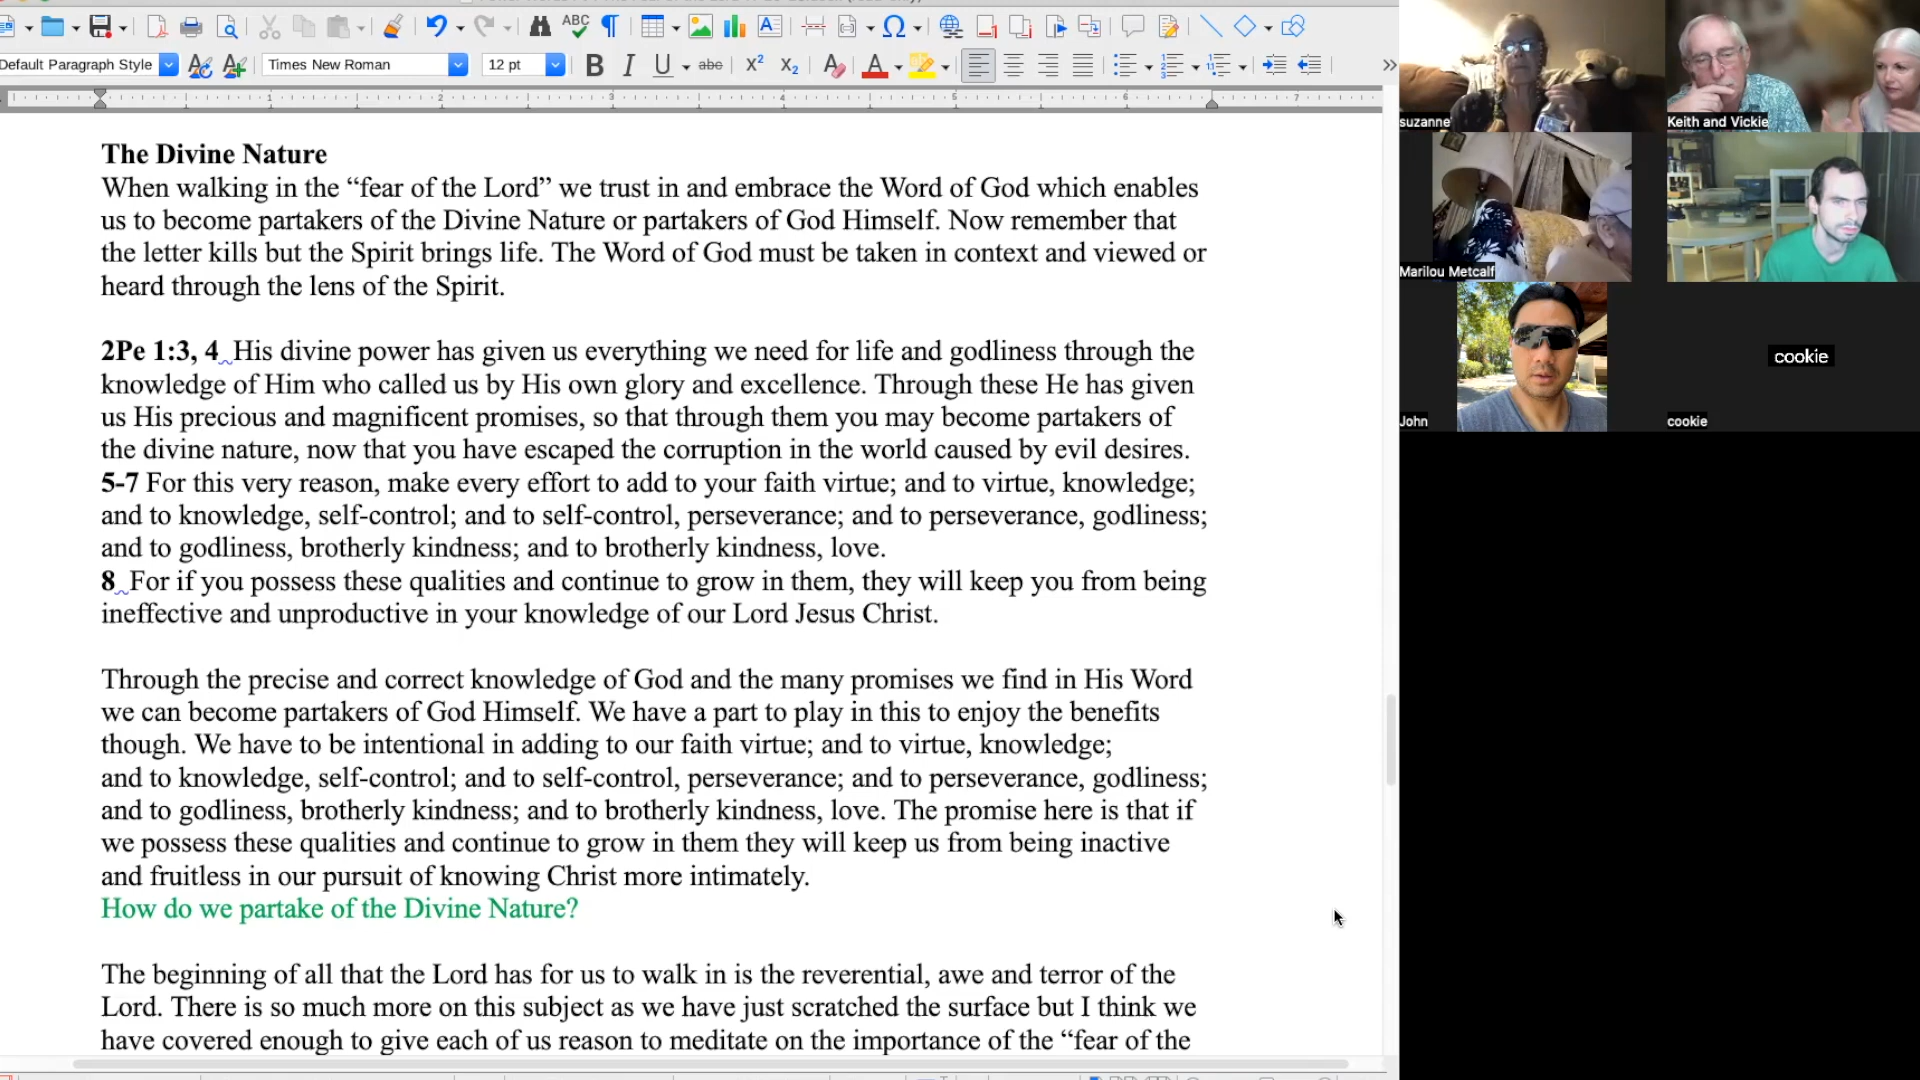 Default Paragraph Style
Times New Roman
12 pt
1 2 3 4 5 6 7
The Divine Nature
When walking in the “fear of the Lord” we trust in and embrace the Word of God which enables
us to become partakers of the Divine Nature or partakers of God Himself. Now remember that
the letter kills but the Spirit brings life. The Word of God must be taken in context and viewed or
heard through the lens of the Spirit.
2Pe 1:3, 4 His divine power has given us everything we need for life and godliness through the
knowledge of Him who called us by His own glory and excellence. Through these He has given
us His precious and magnificent promises, so that through them you may become partakers of
the divine nature, now that you have escaped the corruption in the world caused by evil desires.
5-7 For this very reason, make every effort to add to your faith virtue; and to virtue, knowledge;
and to knowledge, self-control; and to self-control, perseverance; and to perseverance, godliness;
and to godliness, brotherly kindness; and to brotherly kindness, love.
8 For if you possess these qualities and continue to grow in them, they will keep you from being
ineffective and unproductive in your knowledge of our Lord Jesus Christ.
Through the precise and correct knowledge of God and the many promises we find in His Word
we can become partakers of God Himself. We have a part to play in this to enjoy the benefits
though. We have to be intentional in adding to our faith virtue; and to virtue, knowledge;
and to knowledge, self-control; and to self-control, perseverance; and to perseverance, godliness;
and to godliness, brotherly kindness; and to brotherly kindness, love. The promise here is that if
we possess these qualities and continue to grow in them they will keep us from being inactive
and fruitless in our pursuit of knowing Christ more intimately.
How do we partake of the Divine Nature?
The beginning of all that the Lord has for us to walk in is the reverential, awe and terror of the
Lord. There is so much more on this subject as we have just scratched the surface but I think we
have covered enough to give each of us reason to meditate on the importance of the “fear of the
suzanne
Keith and Vickie
Marilou Metcalf
John
cookie
cookie